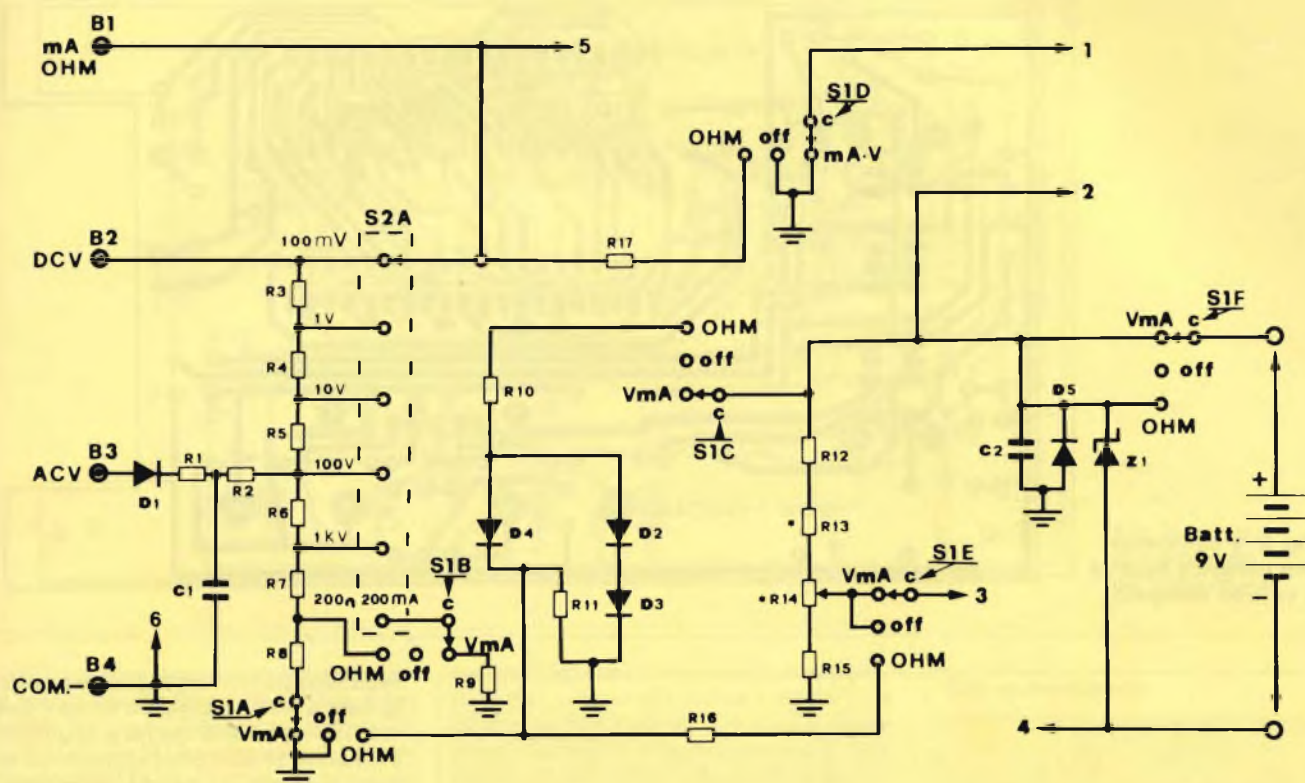 B1
mA
OHM
5
1
S1D
c
OHM off
mA·V
2
B2
DCV
100mV
S2A
R17
R3
1V
R4
10V
R5
OHM
off
VmA
c
S1C
R10
S1F
VmA c
off
OHM
D5
C2
Z1
B3
ACV
D1
R1
R2
100V
R6
1KV
R7
C1
D4
D2
D3
R11
R12
* R13
* R14
R15
S1E
VmA c
3
off
OHM
+
Batt.
9V
–
S1B
c
200Ω 200mA
VmA
OHM off
R9
6
B4
COM.–
R8
S1A
c
off
VmA
OHM
R16
4